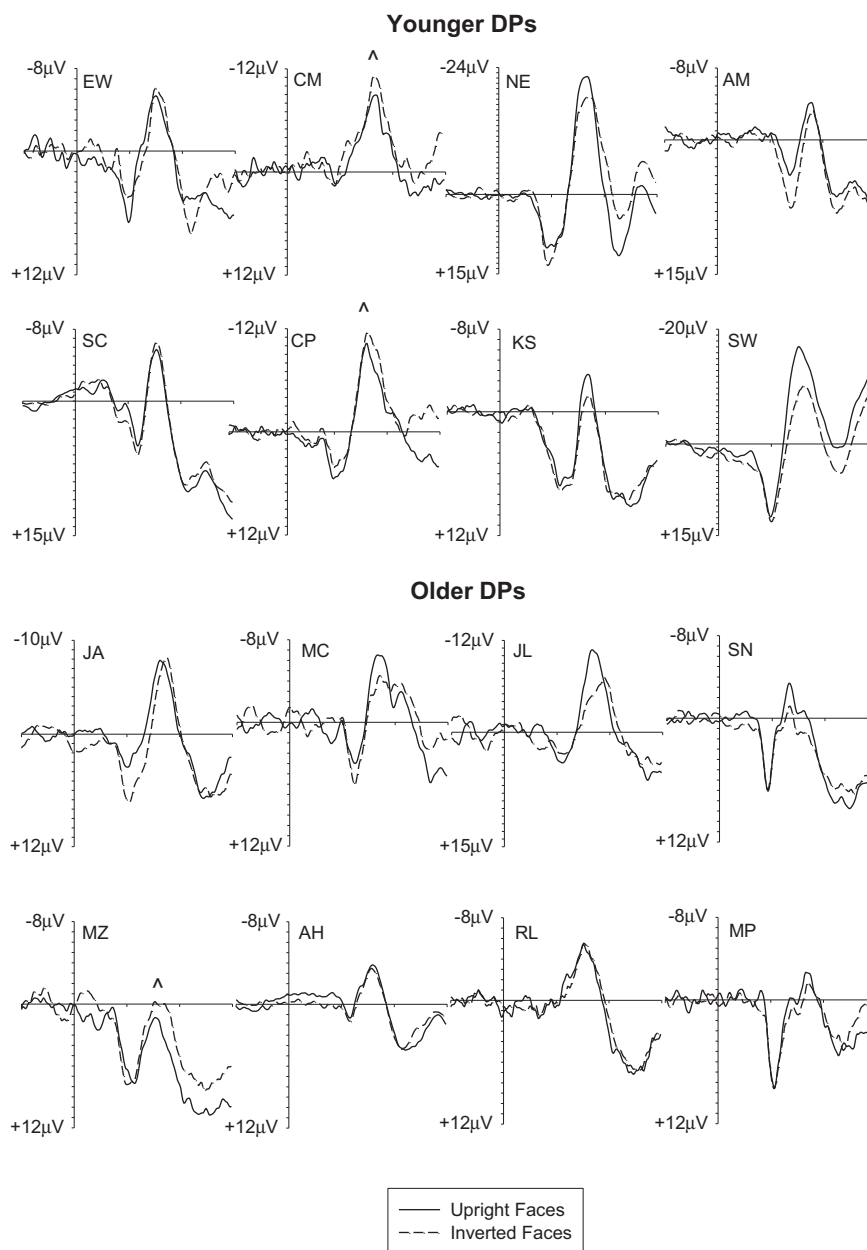 Younger DPs
-8μV EW +12μV
-12μV CM ^ +12μV
-24μV NE +15μV
-8μV AM +15μV
-8μV SC +15μV
-12μV CP ^ +12μV
-8μV KS +12μV
-20μV SW +15μV
Older DPs
-10μV JA +12μV
-8μV MC +12μV
-12μV JL +15μV
-8μV SN +12μV
-8μV MZ ^ +12μV
-8μV AH +12μV
-8μV RL +12μV
-8μV MP +12μV
Upright Faces
Inverted Faces